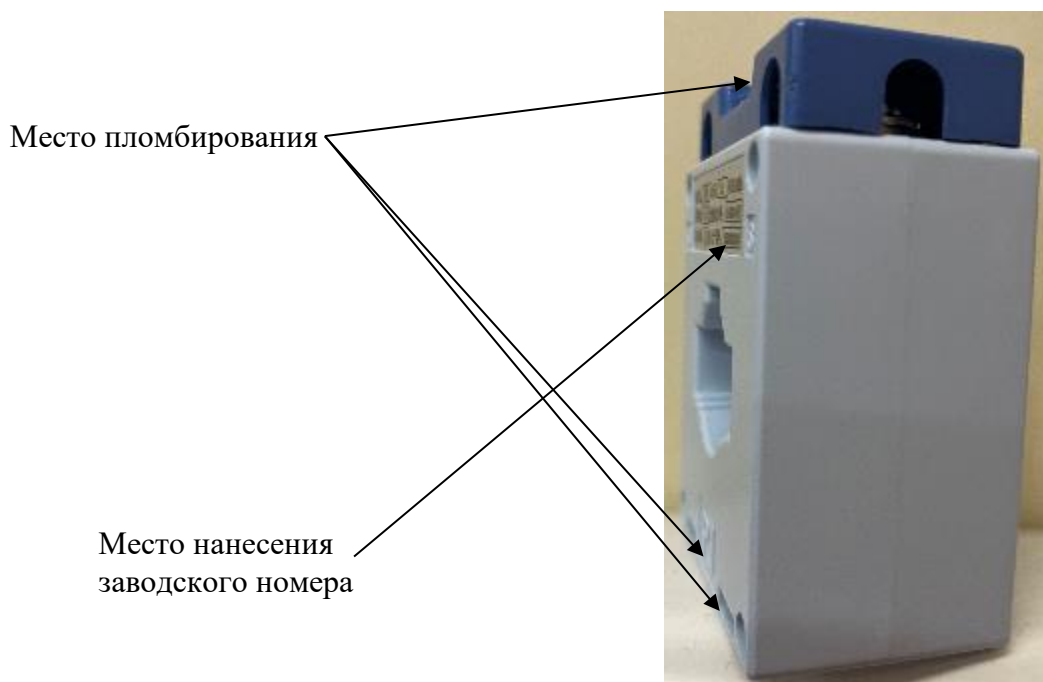 Место пломбирования
Место нанесения
заводского номера